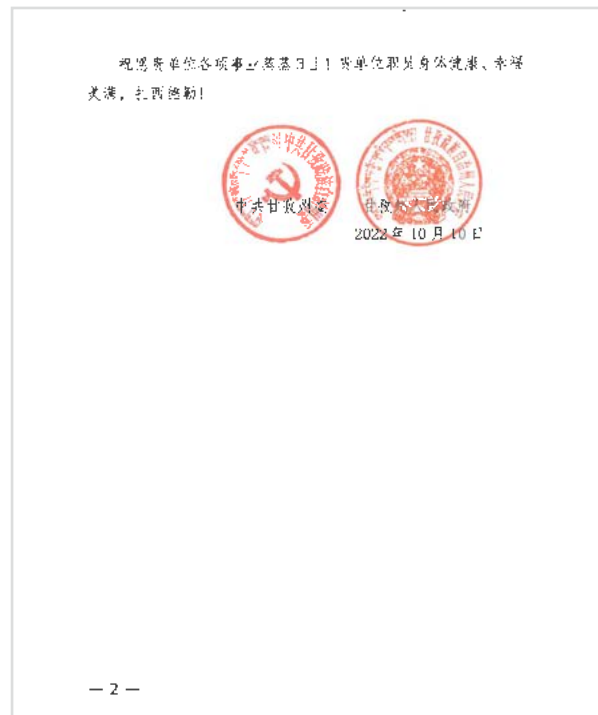 祝愿贵单位各项事业蒸蒸日上！贵单位职员身体健康、幸福
美满，扎西德勒！
中共甘孜州委 甘孜州人民政府
2022年10月10日
— 2 —